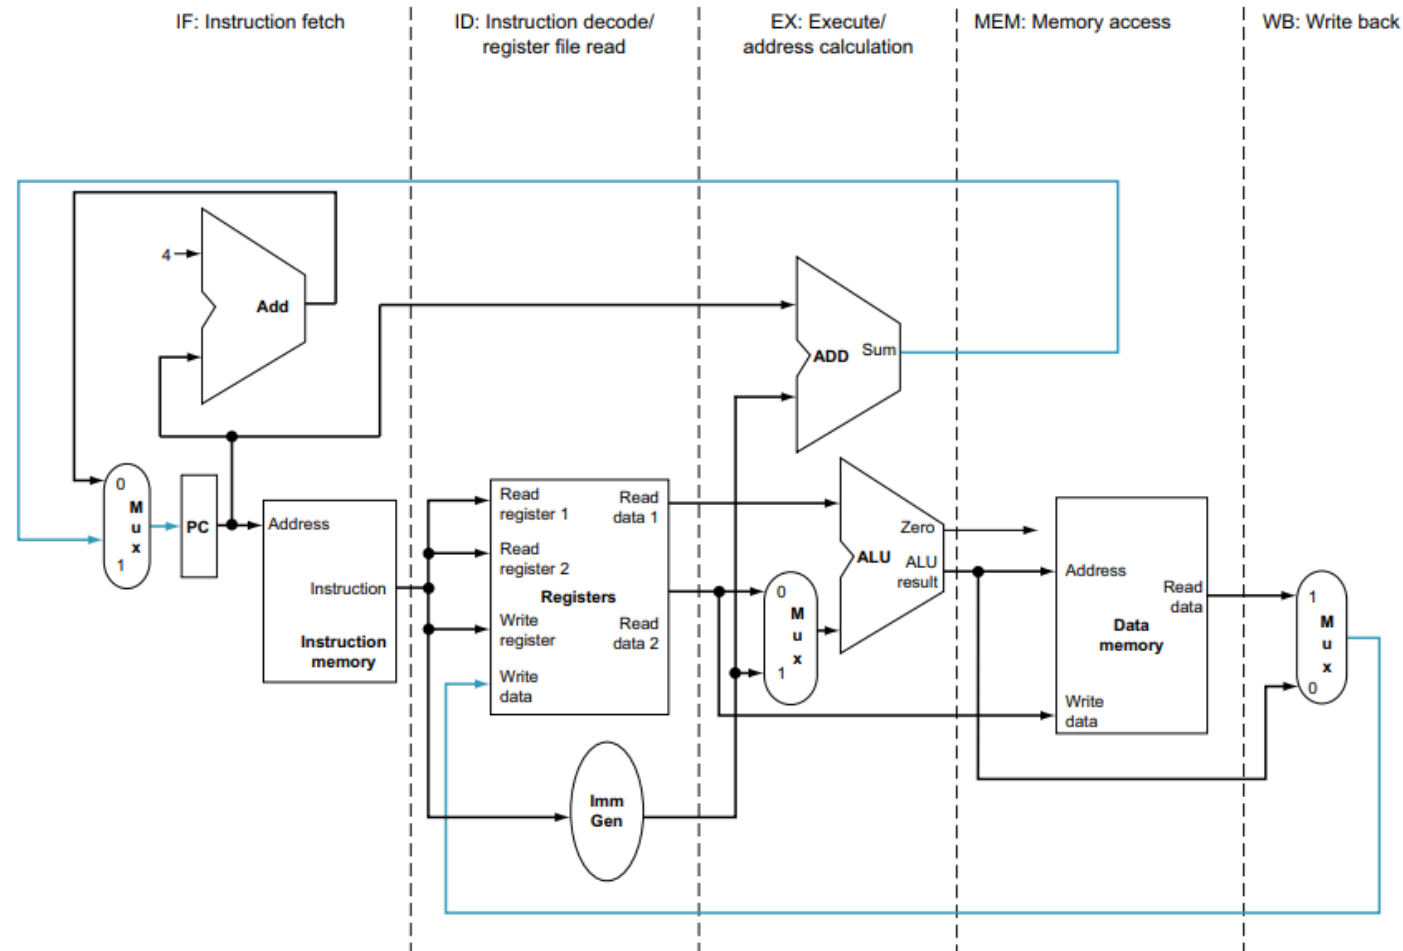 IF: Instruction fetch
ID: Instruction decode/
register file read
EX: Execute/
address calculation
MEM: Memory access
WB: Write back
4
Add
ADD
Sum
0
M
u
x
1
PC
Address
Instruction
Instruction
memory
Read
register 1
Read
register 2
Registers
Write
register
Write
data
Read
data 1
Read
data 2
Imm
Gen
0
M
u
x
1
Zero
ALU
ALU
result
Address
Read
data
Data
memory
Write
data
1
M
u
x
0